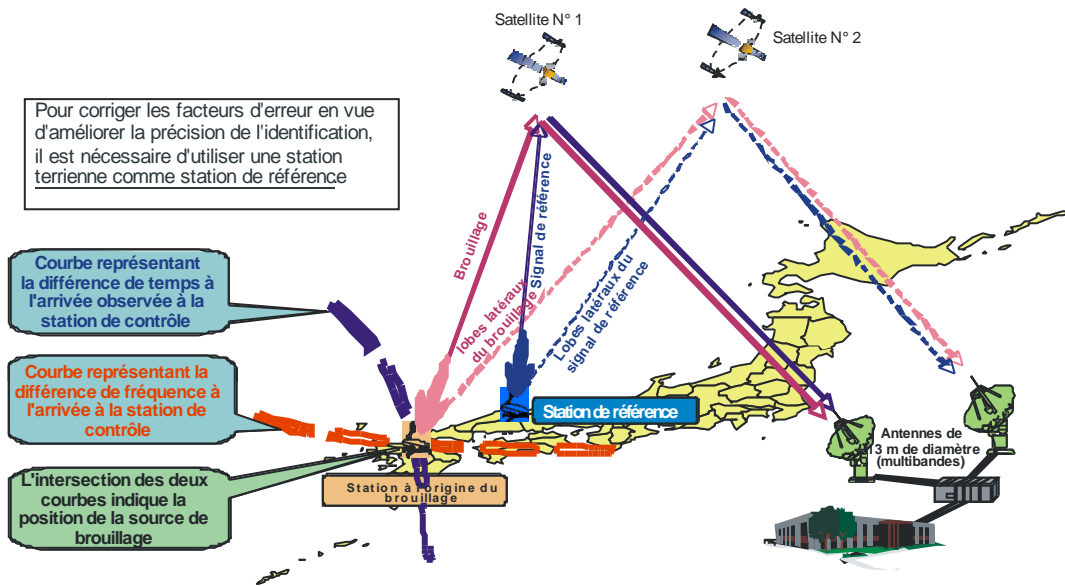 Satellite N° 1
Satellite N° 2
Pour corriger les facteurs d'erreur en vue
d'améliorer la précision de l'identification,
il est nécessaire d'utiliser une station
terrienne comme station de référence
Brouillage
Signal de référence
lobes latéraux
du brouillage
Lobes latéraux du
signal de référence
Courbe représentant
la différence de temps à
l'arrivée observée à la
station de contrôle
Courbe représentant la
différence de fréquence à
l'arrivée à la station de
contrôle
L'intersection des deux
courbes indique la
position de la source de
brouillage
Station de référence
Station à l'origine du
brouillage
Antennes de
13 m de diamètre
(multibandes)